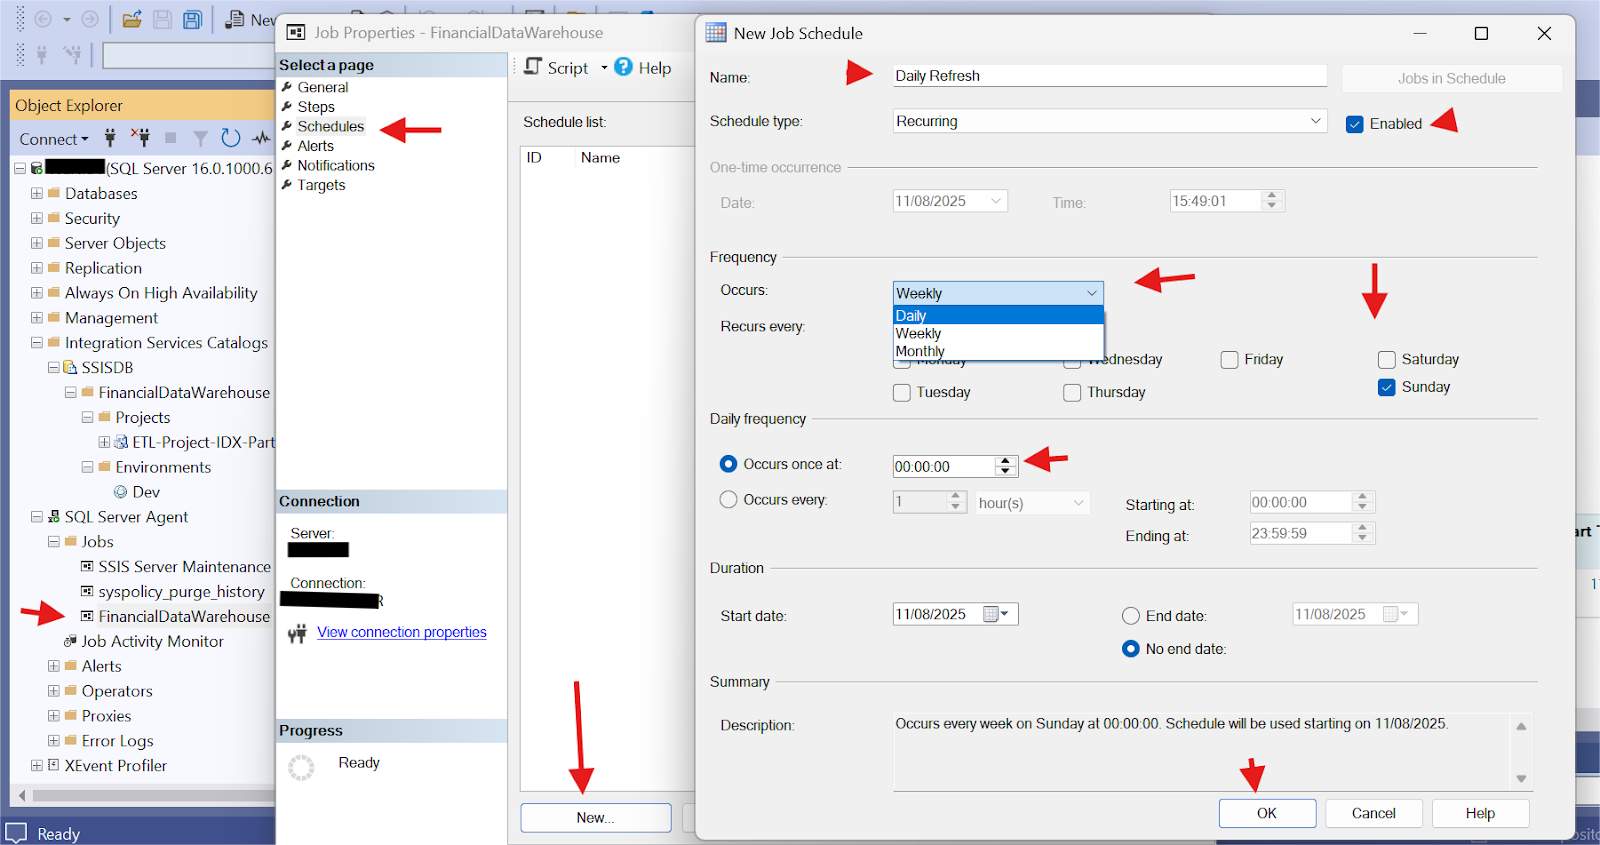 New
Object Explorer
Connect
(SQL Server 16.0.1000.6
Databases
Security
Server Objects
Replication
Always On High Availability
Management
Integration Services Catalogs
SSISDB
FinancialDataWarehouse
Projects
ETL-Project-IDX-Part
Environments
Dev
SQL Server Agent
Jobs
SSIS Server Maintenance
syspolicy_purge_history
FinancialDataWarehouse
Job Activity Monitor
Alerts
Operators
Proxies
Error Logs
XEvent Profiler
Ready
Job Properties - FinancialDataWarehouse
Select a page
General
Steps
Schedules
Alerts
Notifications
Targets
Connection
Server:
Connection:
R
View connection properties
Progress
Ready
Script
Help
Schedule list:
ID Name
New...
New Job Schedule
Name: Daily Refresh Jobs in Schedule
Schedule type: Recurring Enabled
One-time occurrence
Date: 11/08/2025 Time: 15:49:01
Frequency
Occurs: Weekly
Daily
Recurs every:
Weekly
Monthly
Monday Wednesday Friday Saturday
Tuesday Thursday Sunday
Daily frequency
Occurs once at: 00:00:00
Occurs every: 1 hour(s) Starting at: 00:00:00
Ending at: 23:59:59
Duration
Start date: 11/08/2025 End date: 11/08/2025
No end date:
Summary
Description: Occurs every week on Sunday at 00:00:00. Schedule will be used starting on 11/08/2025.
OK Cancel Help